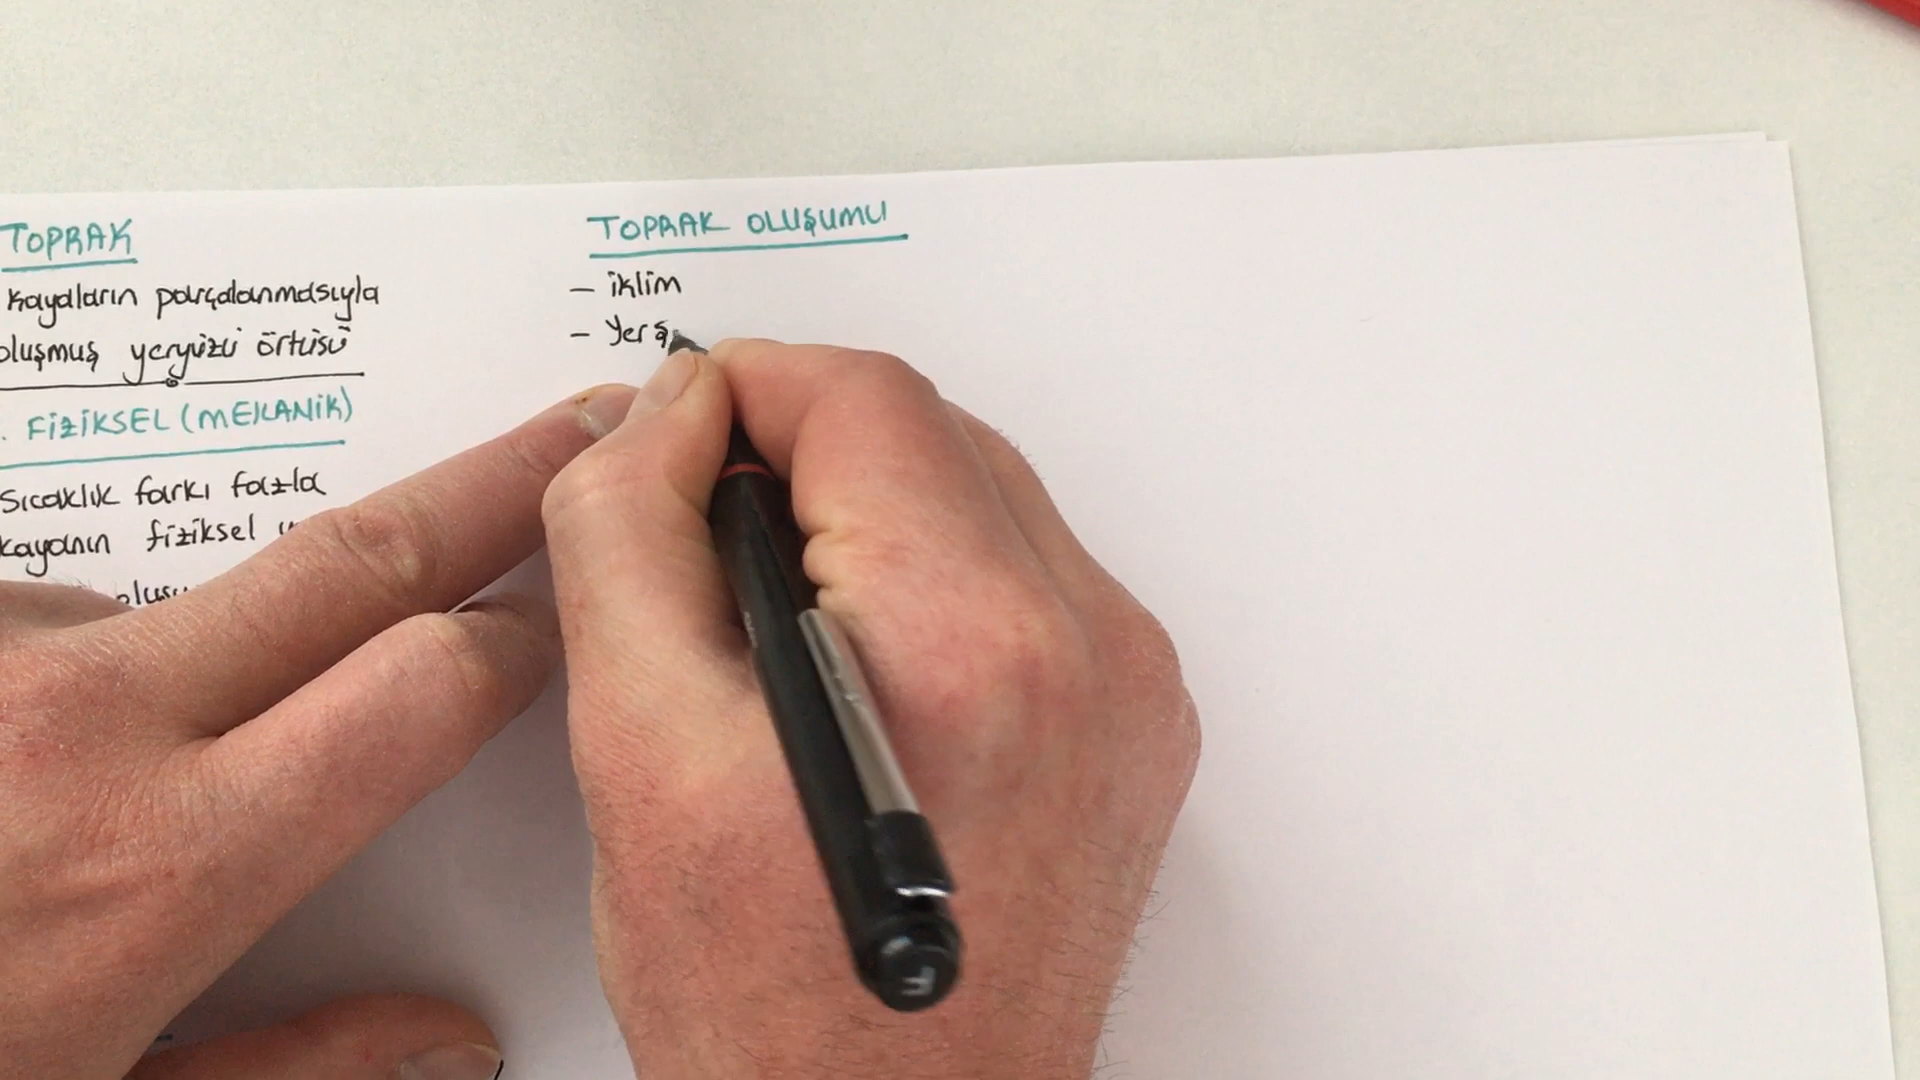 TOPRAK
kayaların parçalanmasıyla
oluşmuş yeryüzü örtüsü
FİZİKSEL (MEKANİK)
Sıcaklık farkı fazla
kayanın fiziksel
TOPRAK OLUŞUMU
- iklim
- Yer ş